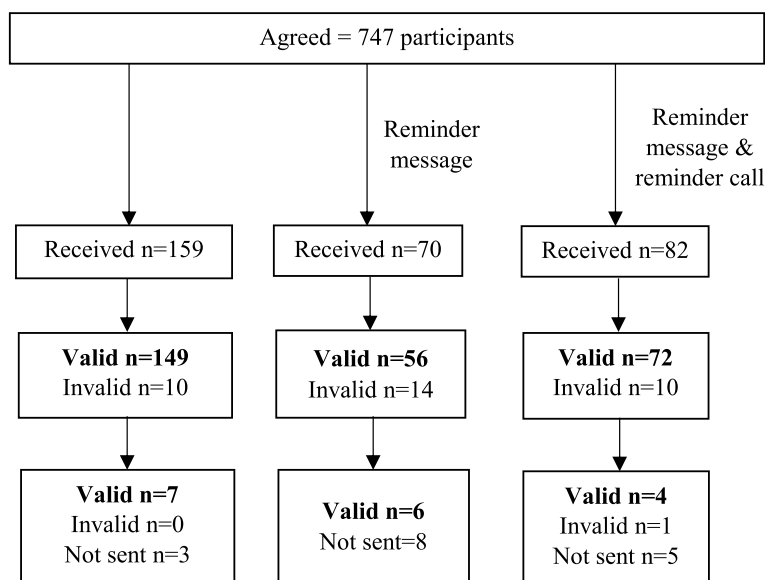 Agreed = 747 participants
Reminder
message
Reminder
message &
reminder call
Received n=159
Received n=70
Received n=82
Valid n=149
Invalid n=10
Valid n=56
Invalid n=14
Valid n=72
Invalid n=10
Valid n=7
Invalid n=0
Not sent n=3
Valid n=6
Not sent=8
Valid n=4
Invalid n=1
Not sent n=5